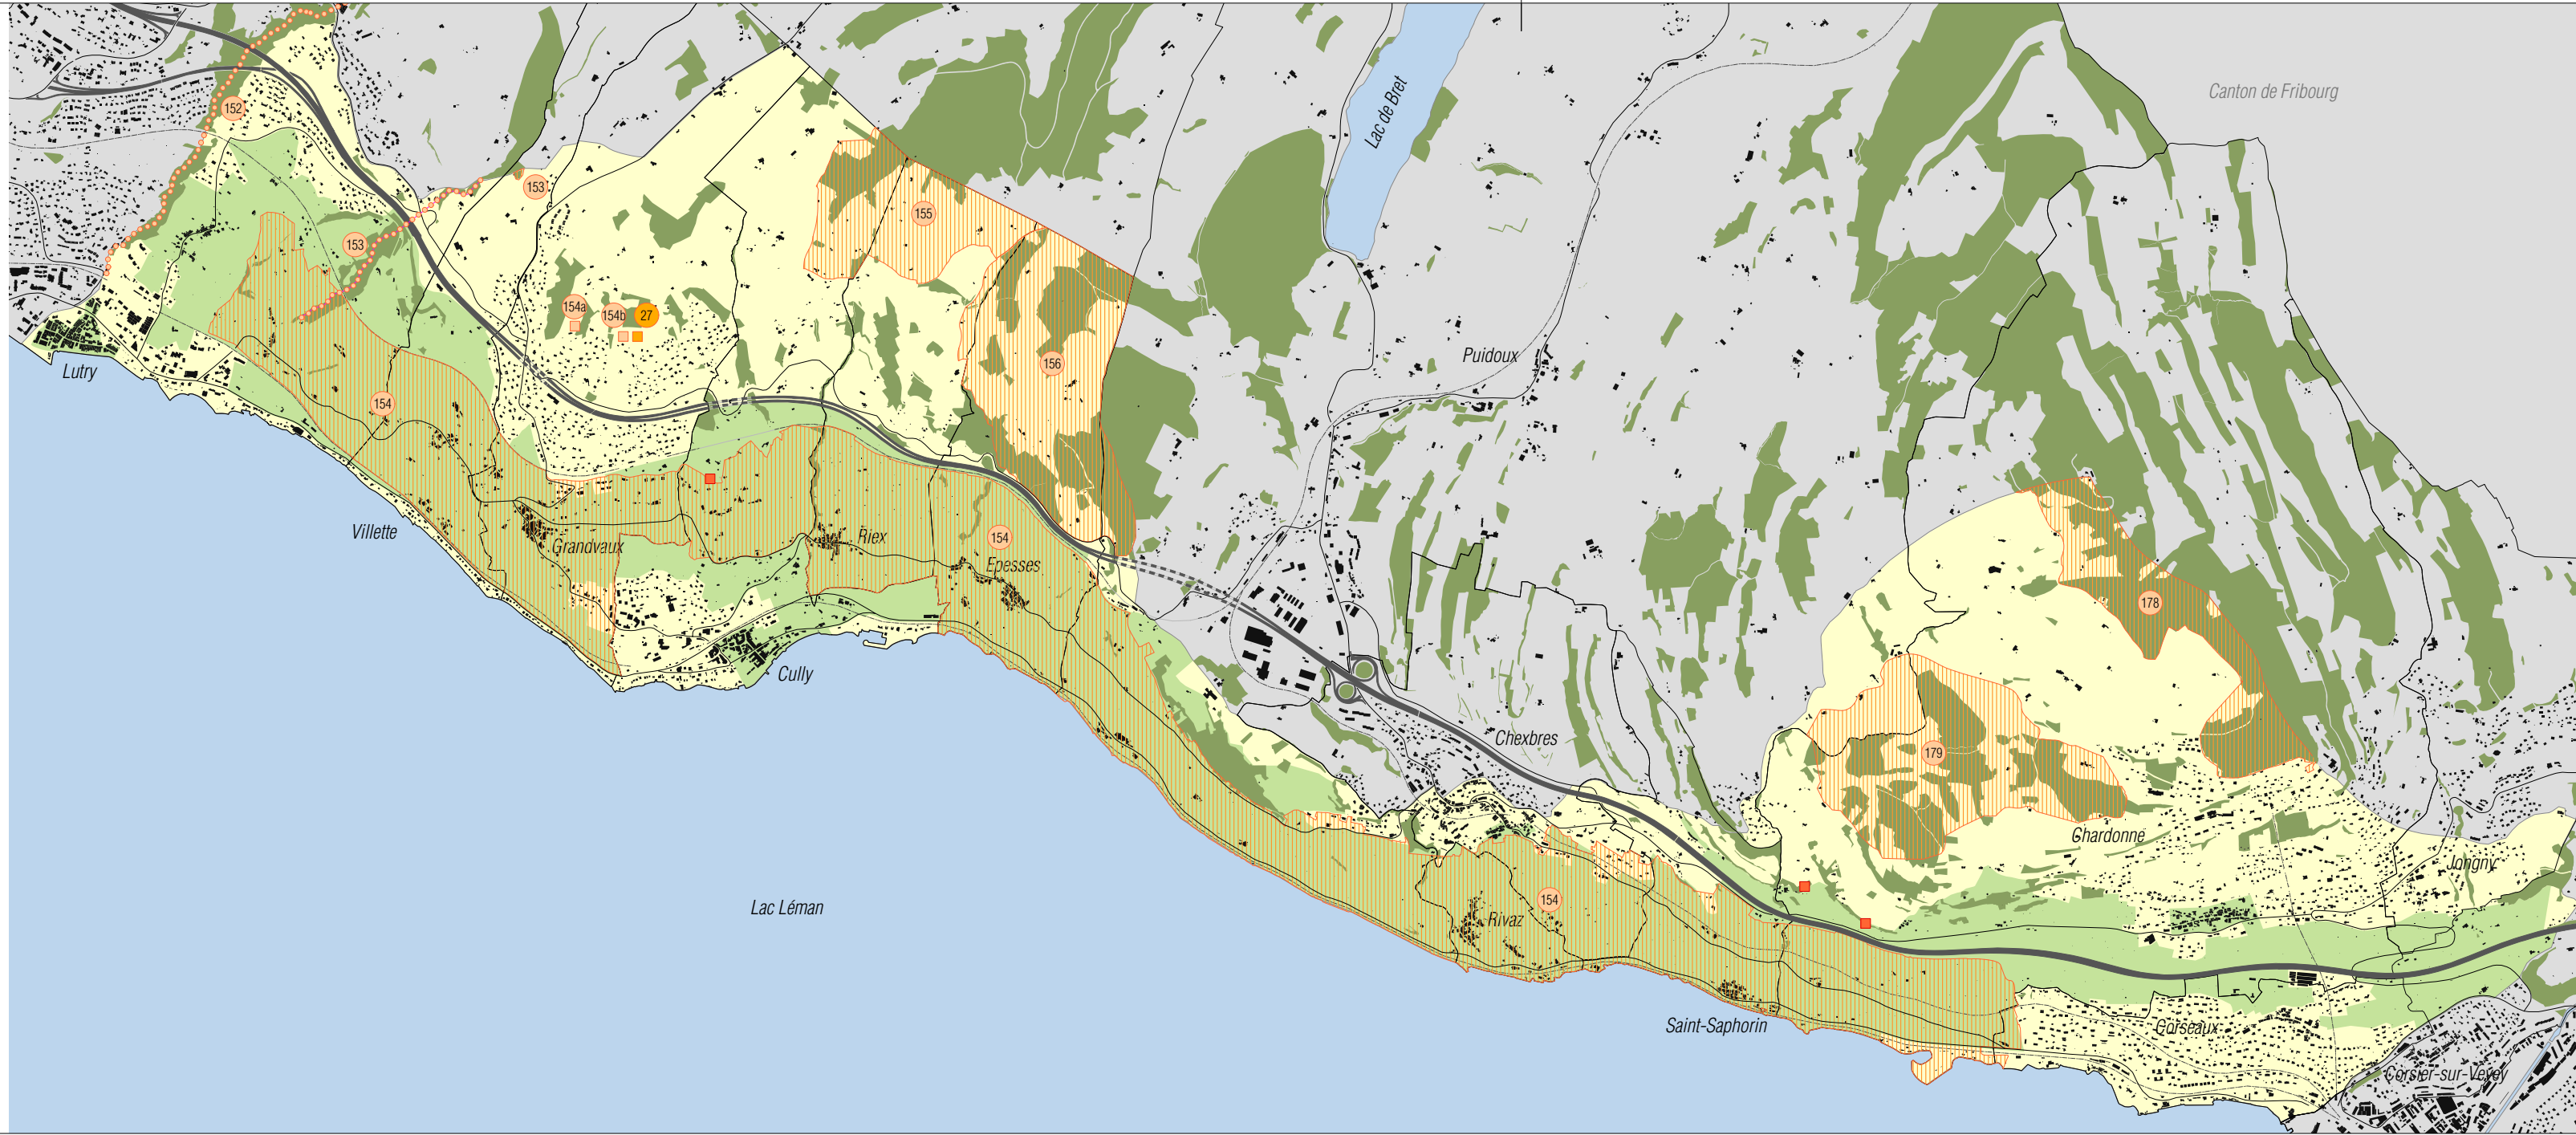 Canton de Fribourg
Lac de Bret
152
153
155
153
154a
154b
27
Puidoux
156
Lutry
154
Villette
Grandvaux
Riex
154
Epesses
178
Cully
Chexbres
179
Chardonne
Jongny
Lac Léman
154
Rivaz
Saint-Saphorin
Corseaux
Corsier-sur-Vevey